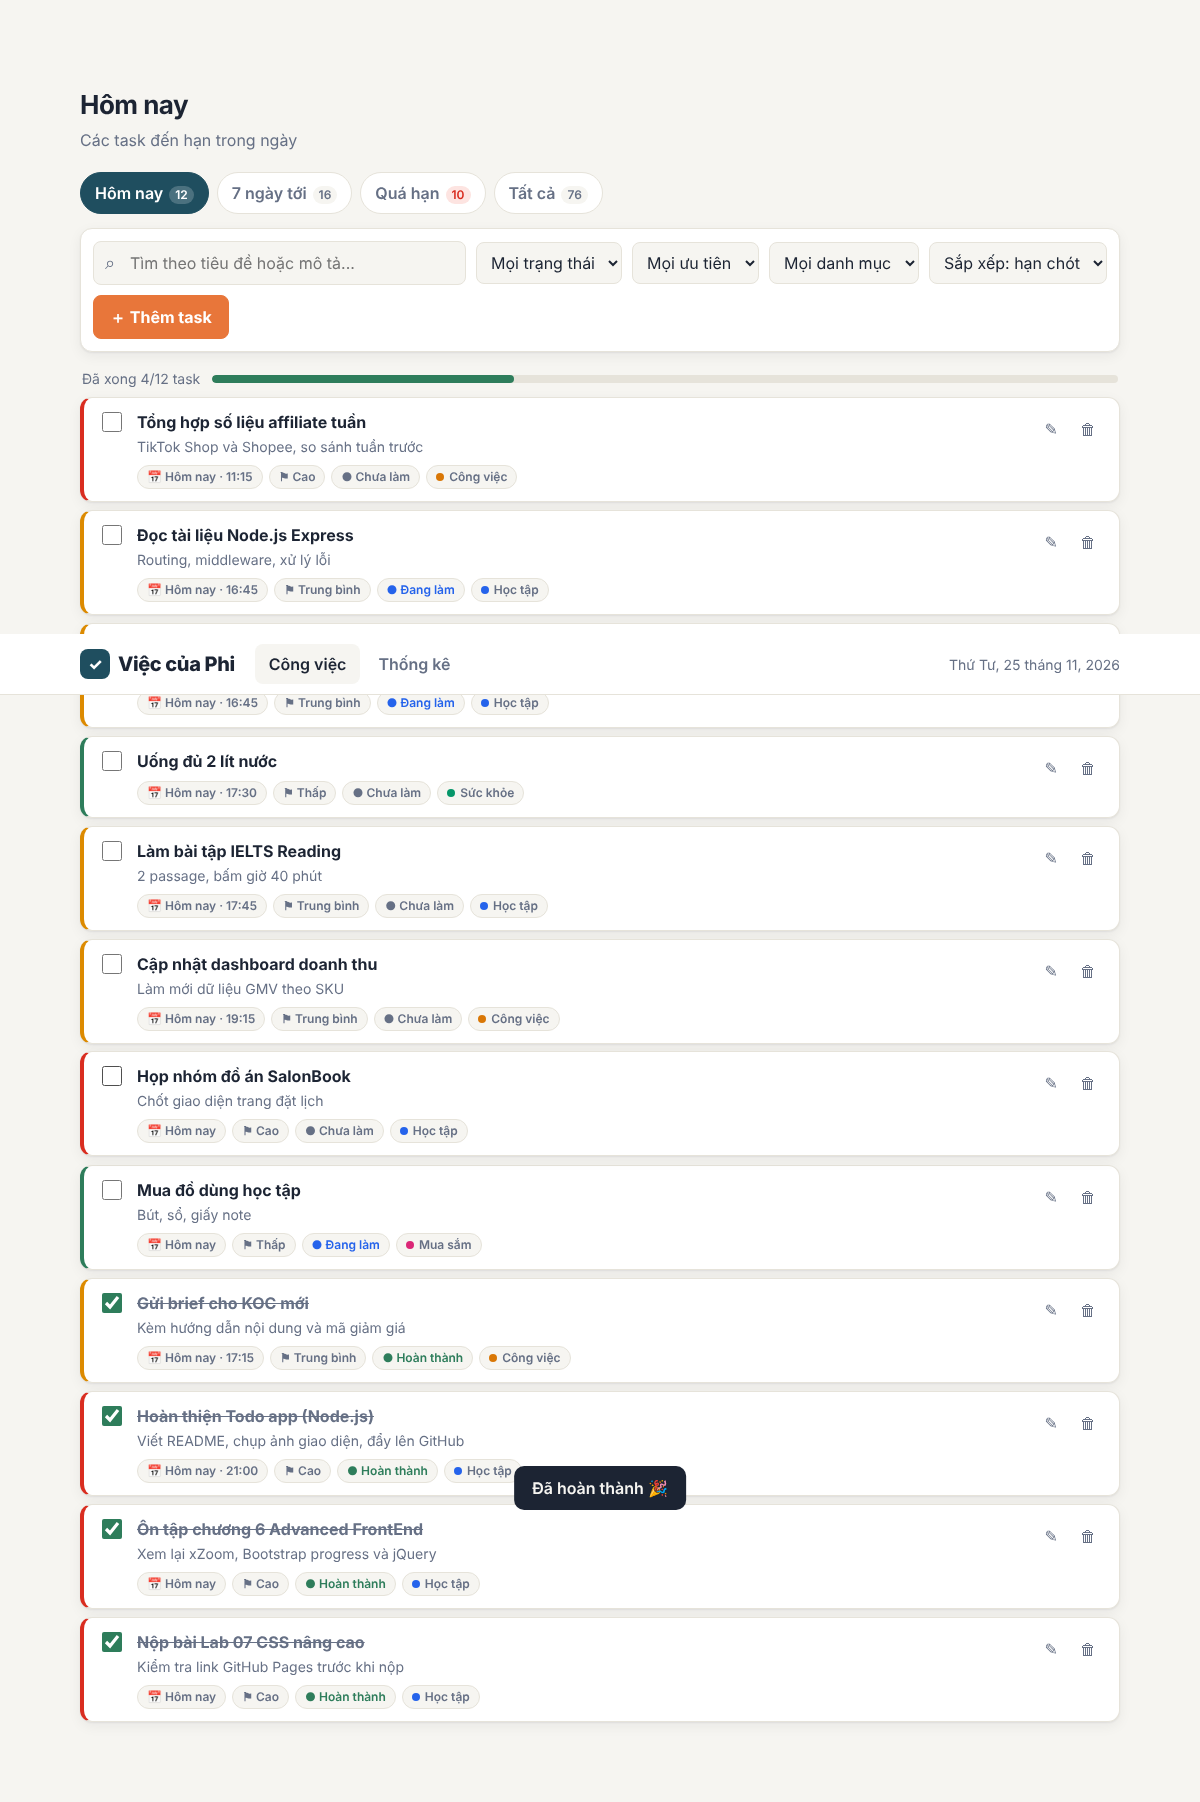 Hôm nay
Các task đến hạn trong ngày
Hôm nay 12 7 ngày tới 16 Quá hạn 10 Tất cả 76
Tìm theo tiêu đề hoặc mô tả... Mọi trạng thái Mọi ưu tiên Mọi danh mục Sắp xếp: hạn chót
+ Thêm task
Đã xong 4/12 task
Tổng hợp số liệu affiliate tuần
TikTok Shop và Shopee, so sánh tuần trước
Hôm nay · 11:15 Cao Chưa làm Công việc
Đọc tài liệu Node.js Express
Routing, middleware, xử lý lỗi
Hôm nay · 16:45 Trung bình Đang làm Học tập
Việc của Phi Công việc Thống kê Thứ Tư, 25 tháng 11, 2026
Hôm nay · 16:45 Trung bình Đang làm Học tập
Uống đủ 2 lít nước
Hôm nay · 17:30 Thấp Chưa làm Sức khỏe
Làm bài tập IELTS Reading
2 passage, bấm giờ 40 phút
Hôm nay · 17:45 Trung bình Chưa làm Học tập
Cập nhật dashboard doanh thu
Làm mới dữ liệu GMV theo SKU
Hôm nay · 19:15 Trung bình Chưa làm Công việc
Họp nhóm đồ án SalonBook
Chốt giao diện trang đặt lịch
Hôm nay Cao Chưa làm Học tập
Mua đồ dùng học tập
Bút, sổ, giấy note
Hôm nay Thấp Đang làm Mua sắm
Gửi brief cho KOC mới
Kèm hướng dẫn nội dung và mã giảm giá
Hôm nay · 17:15 Trung bình Hoàn thành Công việc
Hoàn thiện Todo app (Node.js)
Viết README, chụp ảnh giao diện, đẩy lên GitHub
Hôm nay · 21:00 Cao Hoàn thành Học tập
Đã hoàn thành 🎉
Ôn tập chương 6 Advanced FrontEnd
Xem lại xZoom, Bootstrap progress và jQuery
Hôm nay Cao Hoàn thành Học tập
Nộp bài Lab 07 CSS nâng cao
Kiểm tra link GitHub Pages trước khi nộp
Hôm nay Cao Hoàn thành Học tập